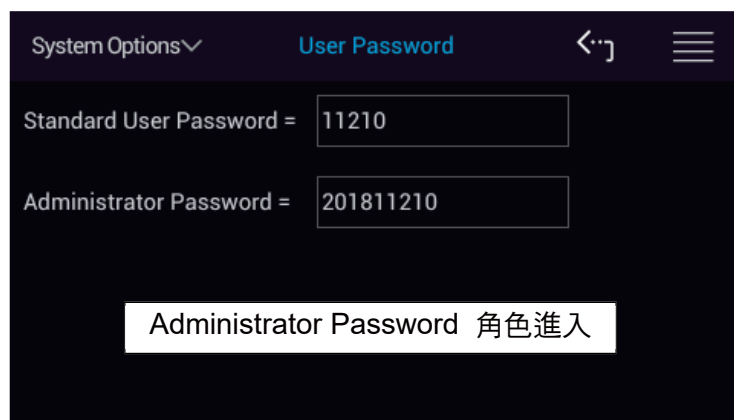 System Options User Password
Standard User Password = 11210
Administrator Password = 201811210
Administrator Password 角色進入